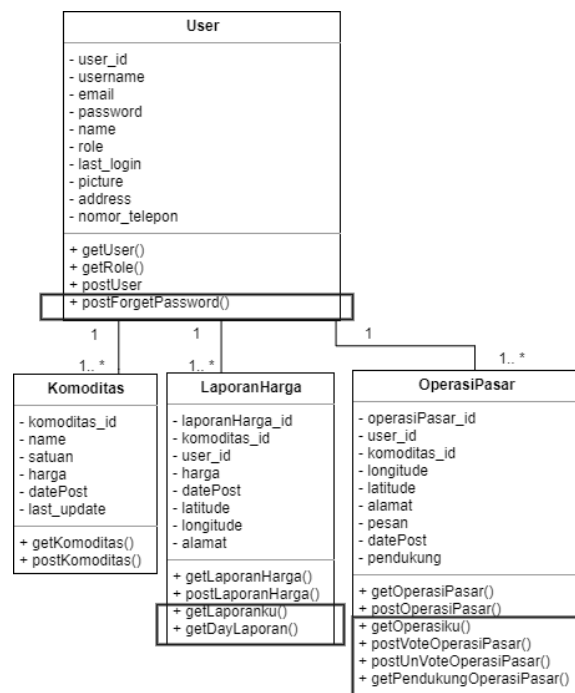 User
- user_id
- username
- email
- password
- name
- role
- last_login
- picture
- address
- nomor_telepon
+ getUser()
+ getRole()
+ postUser
+ postForgetPassword()
1
1
1
1.. *
1.. *
1.. *
Komoditas
- komoditas_id
- name
- satuan
- harga
- datePost
- last_update
+ getKomoditas()
+ postKomoditas()
LaporanHarga
- laporanHarga_id
- komoditas_id
- user_id
- harga
- datePost
- latitude
- longitude
- alamat
+ getLaporanHarga()
+ postLaporanHarga()
+ getLaporanku()
+ getDayLaporan()
OperasiPasar
- operasiPasar_id
- user_id
- komoditas_id
- longitude
- latitude
- alamat
- pesan
- datePost
- pendukung
+ getOperasiPasar()
+ postOperasiPasar()
+ getOperasiku()
+ postVoteOperasiPasar()
+ postUnVoteOperasiPasar()
+ getPendukungOperasiPasar()